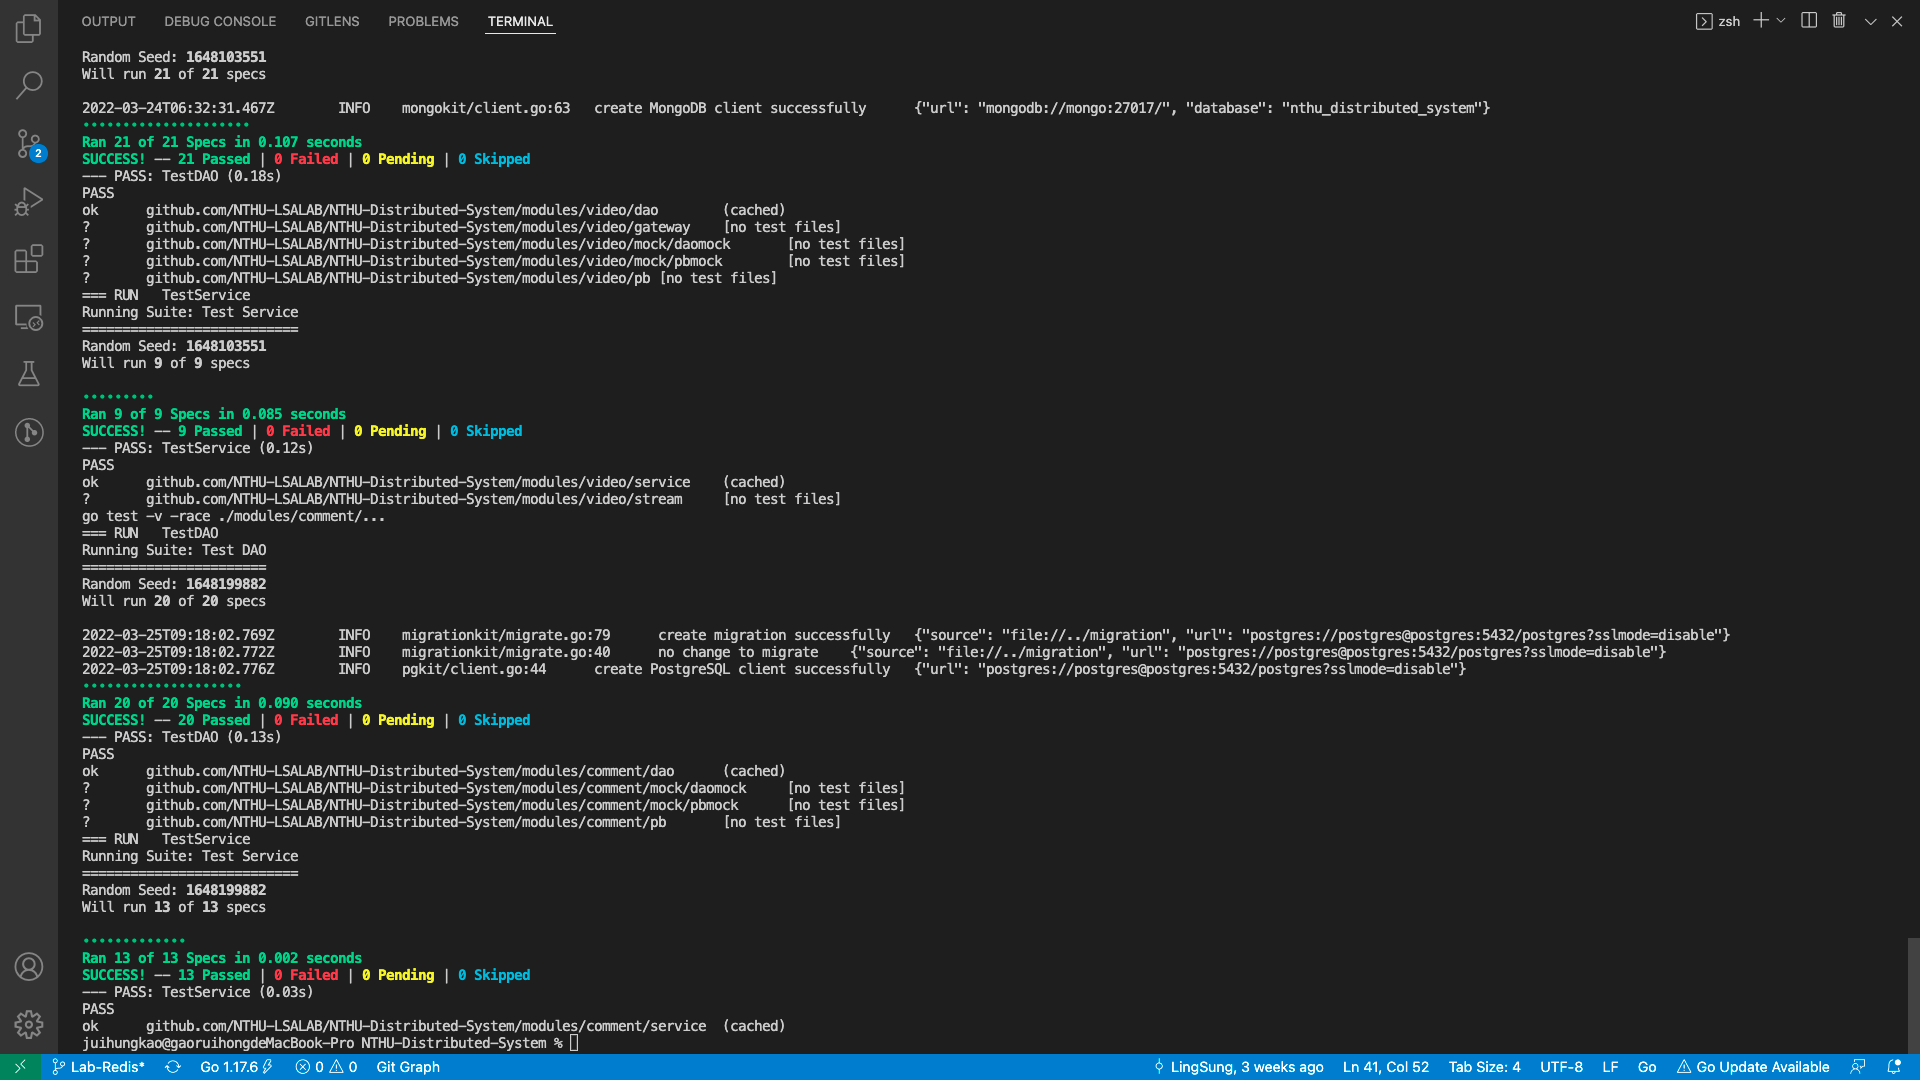 OUTPUT DEBUG CONSOLE GITLENS PROBLEMS TERMINAL zsh
Random Seed: 1648103551
Will run 21 of 21 specs
2022-03-24T06:32:31.467Z INFO mongokit/client.go:63 create MongoDB client successfully {"url": "mongodb://mongo:27017/", "database": "nthu_distributed_system"}
•••••••••••••••••••••
Ran 21 of 21 Specs in 0.107 seconds
SUCCESS! -- 21 Passed | 0 Failed | 0 Pending | 0 Skipped
--- PASS: TestDAO (0.18s)
PASS
ok github.com/NTHU-LSALAB/NTHU-Distributed-System/modules/video/dao (cached)
? github.com/NTHU-LSALAB/NTHU-Distributed-System/modules/video/gateway [no test files]
? github.com/NTHU-LSALAB/NTHU-Distributed-System/modules/video/mock/daomock [no test files]
? github.com/NTHU-LSALAB/NTHU-Distributed-System/modules/video/mock/pbmock [no test files]
? github.com/NTHU-LSALAB/NTHU-Distributed-System/modules/video/pb [no test files]
=== RUN TestService
Running Suite: Test Service
===========================
Random Seed: 1648103551
Will run 9 of 9 specs
•••••••••
Ran 9 of 9 Specs in 0.085 seconds
SUCCESS! -- 9 Passed | 0 Failed | 0 Pending | 0 Skipped
--- PASS: TestService (0.12s)
PASS
ok github.com/NTHU-LSALAB/NTHU-Distributed-System/modules/video/service (cached)
? github.com/NTHU-LSALAB/NTHU-Distributed-System/modules/video/stream [no test files]
go test -v -race ./modules/comment/...
=== RUN TestDAO
Running Suite: Test DAO
=======================
Random Seed: 1648199882
Will run 20 of 20 specs
2022-03-25T09:18:02.769Z INFO migrationkit/migrate.go:79 create migration successfully {"source": "file://../migration", "url": "postgres://postgres@postgres:5432/postgres?sslmode=disable"}
2022-03-25T09:18:02.772Z INFO migrationkit/migrate.go:40 no change to migrate {"source": "file://../migration", "url": "postgres://postgres@postgres:5432/postgres?sslmode=disable"}
2022-03-25T09:18:02.776Z INFO pgkit/client.go:44 create PostgreSQL client successfully {"url": "postgres://postgres@postgres:5432/postgres?sslmode=disable"}
••••••••••••••••••••
Ran 20 of 20 Specs in 0.090 seconds
SUCCESS! -- 20 Passed | 0 Failed | 0 Pending | 0 Skipped
--- PASS: TestDAO (0.13s)
PASS
ok github.com/NTHU-LSALAB/NTHU-Distributed-System/modules/comment/dao (cached)
? github.com/NTHU-LSALAB/NTHU-Distributed-System/modules/comment/mock/daomock [no test files]
? github.com/NTHU-LSALAB/NTHU-Distributed-System/modules/comment/mock/pbmock [no test files]
? github.com/NTHU-LSALAB/NTHU-Distributed-System/modules/comment/pb [no test files]
=== RUN TestService
Running Suite: Test Service
===========================
Random Seed: 1648199882
Will run 13 of 13 specs
•••••••••••••
Ran 13 of 13 Specs in 0.002 seconds
SUCCESS! -- 13 Passed | 0 Failed | 0 Pending | 0 Skipped
--- PASS: TestService (0.03s)
PASS
ok github.com/NTHU-LSALAB/NTHU-Distributed-System/modules/comment/service (cached)
juihungkao@gaoruihongdeMacBook-Pro NTHU-Distributed-System %
2
Lab-Redis* Go 1.17.6 0 0 Git Graph LingSung, 3 weeks ago Ln 41, Col 52 Tab Size: 4 UTF-8 LF Go Go Update Available